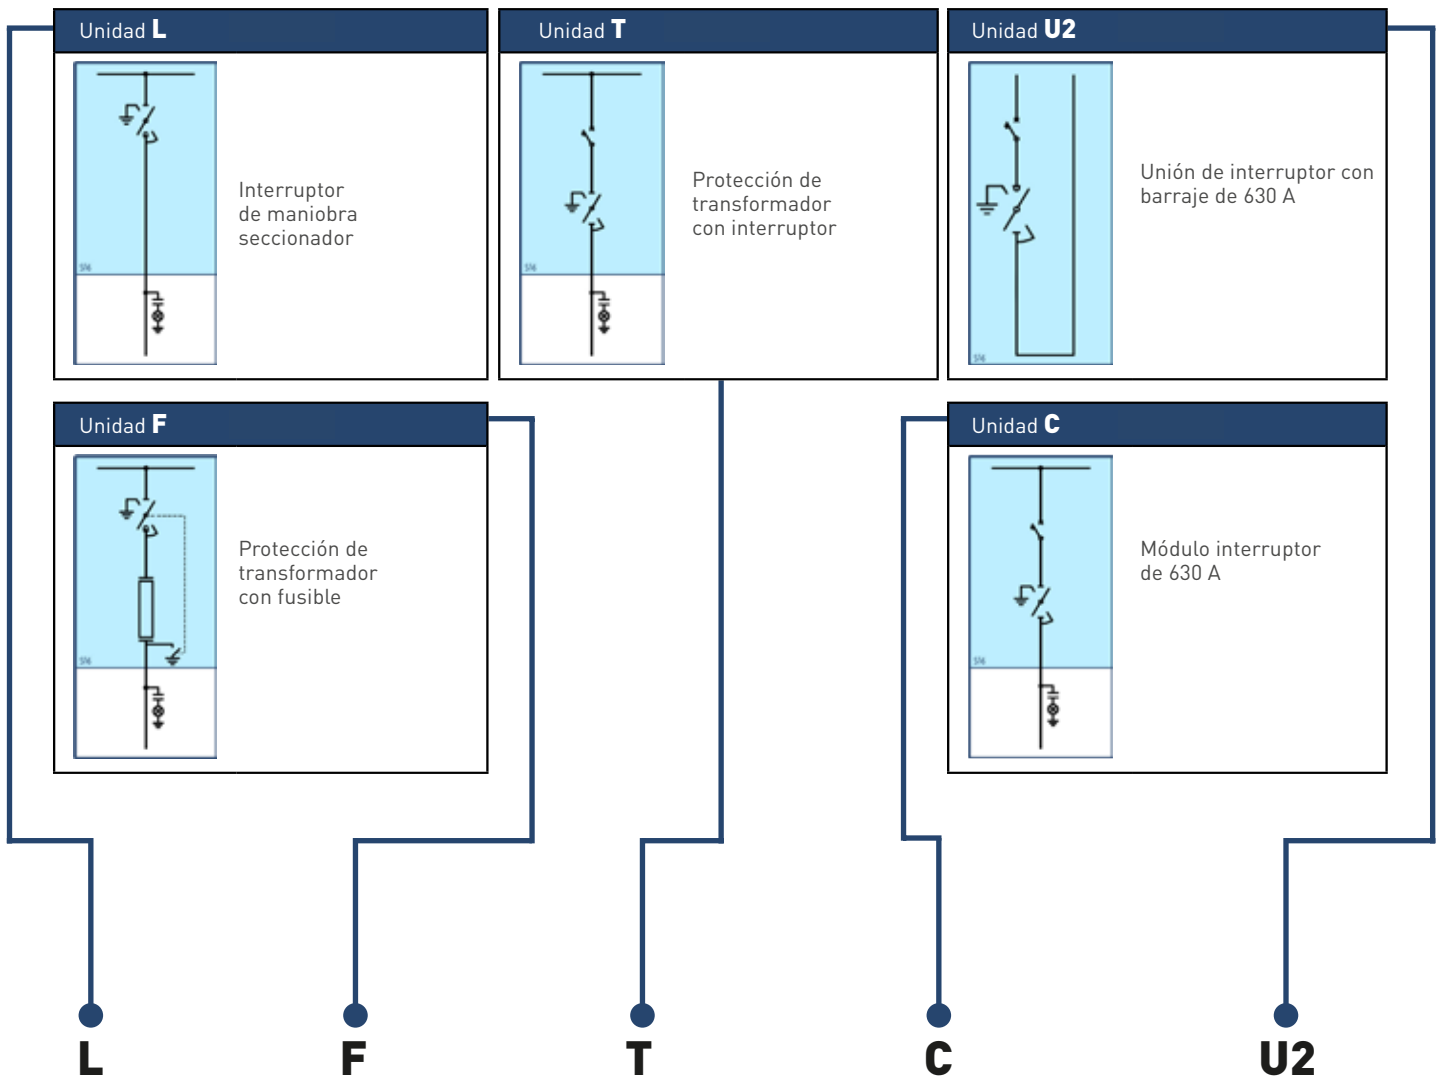 Unidad L
Interruptor
de maniobra
seccionador
Unidad T
Protección de
transformador
con interruptor
Unidad U2
Unión de interruptor con
barraje de 630 A
Unidad F
Protección de
transformador
con fusible
Unidad C
Módulo interruptor
de 630 A
L
F
T
C
U2